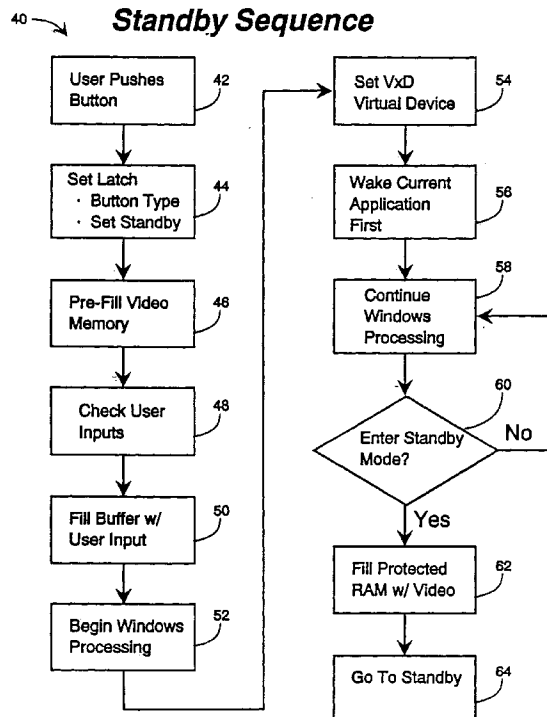 40
Standby Sequence
User Pushes
Button
42
Set Latch
· Button Type
· Set Standby
44
Pre-Fill Video
Memory
46
Check User
Inputs
48
Fill Buffer w/
User Input
50
Begin Windows
Processing
52
Set VxD
Virtual Device
54
Wake Current
Application
First
56
Continue
Windows
Processing
58
Enter Standby
Mode?
60
No
Yes
Fill Protected
RAM w/ Video
62
Go To Standby
64